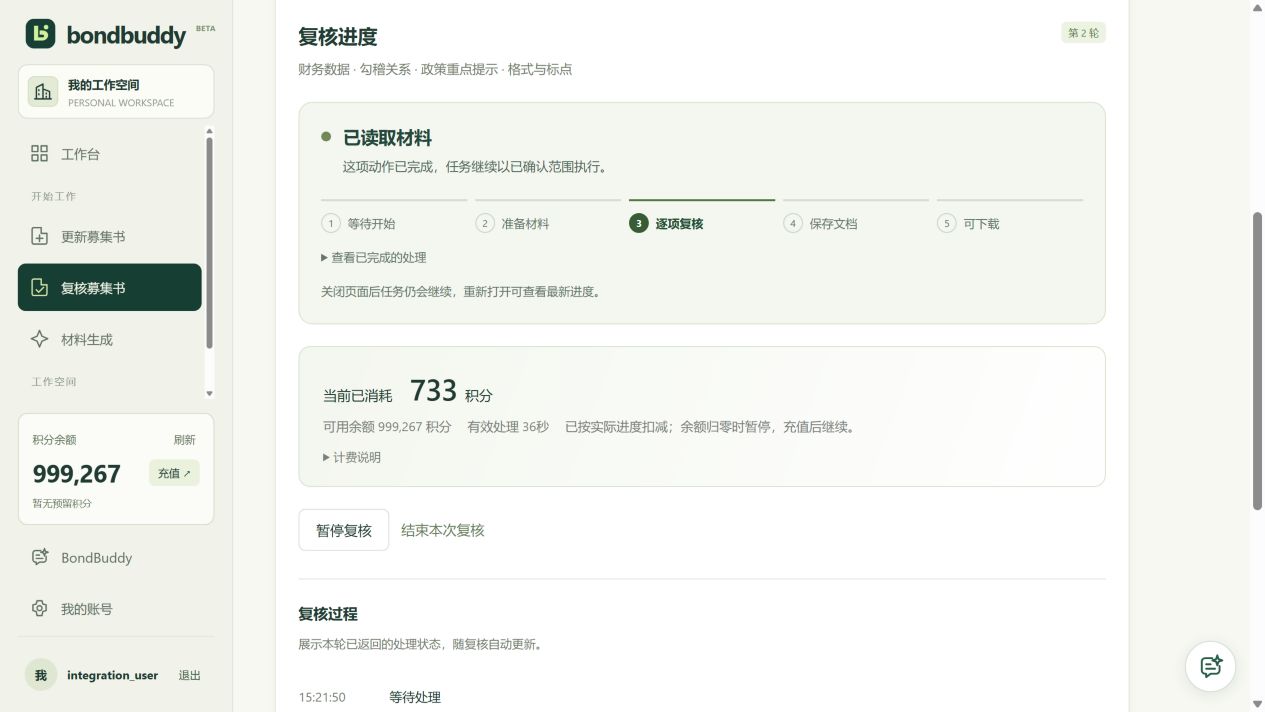 bondbuddy BETA
我的工作空间
PERSONAL WORKSPACE
工作台
开始工作
更新募集书
复核募集书
材料生成
工作空间
积分余额 刷新
999,267 充值 ↗
暂无预留积分
BondBuddy
我的账号
我 integration_user 退出
复核进度 第 2 轮
财务数据 · 勾稽关系 · 政策重点提示 · 格式与标点
已读取材料
这项动作已完成，任务继续以已确认范围执行。
1 等待开始 2 准备材料 3 逐项复核 4 保存文档 5 可下载
▶ 查看已完成的处理
关闭页面后任务仍会继续，重新打开可查看最新进度。
当前已消耗 733 积分
可用余额 999,267 积分 有效处理 36秒 已按实际进度扣减；余额归零时暂停，充值后继续。
▶ 计费说明
暂停复核 结束本次复核
复核过程
展示本轮已返回的处理状态，随复核自动更新。
15:21:50 等待处理